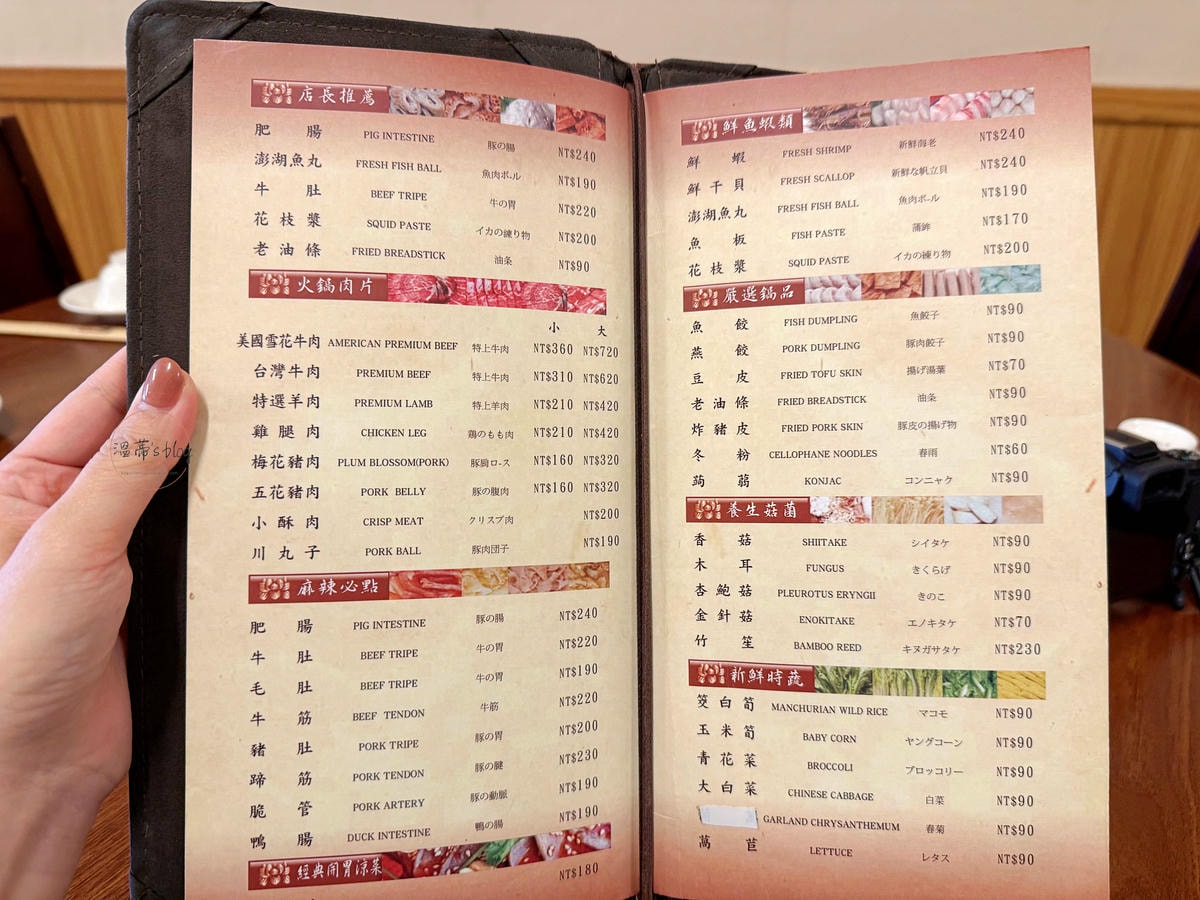 店長推薦
肥腸 PIG INTESTINE 豚の腸 NT$240
澎湖魚丸 FRESH FISH BALL 魚肉ボール NT$190
牛肚 BEEF TRIPE 牛の胃 NT$220
花枝漿 SQUID PASTE イカの練り物 NT$200
老油條 FRIED BREADSTICK 油条 NT$90
火鍋肉片
小 大
美國雪花牛肉 AMERICAN PREMIUM BEEF 特上牛肉 NT$360 NT$720
台灣牛肉 PREMIUM BEEF 特上牛肉 NT$310 NT$620
特選羊肉 PREMIUM LAMB 特上羊肉 NT$210 NT$420
雞腿肉 CHICKEN LEG 鶏のもも肉 NT$210 NT$420
梅花豬肉 PLUM BLOSSOM(PORK) 豚肩ロ-ス NT$160 NT$320
五花豬肉 PORK BELLY 豚の腹肉 NT$160 NT$320
小酥肉 CRISP MEAT クリスプ肉 NT$200
川丸子 PORK BALL 豚肉団子 NT$190
麻辣必點
肥腸 PIG INTESTINE 豚の腸 NT$240
牛肚 BEEF TRIPE 牛の胃 NT$220
毛肚 BEEF TRIPE 牛の胃 NT$190
牛筋 BEEF TENDON 牛筋 NT$220
豬肚 PORK TRIPE 豚の胃 NT$200
蹄筋 PORK TENDON 豚の腱 NT$230
脆管 PORK ARTERY 豚の動脈 NT$190
鴨腸 DUCK INTESTINE 鴨の腸 NT$190
經典開胃涼菜
NT$180
鮮魚蝦類
鮮蝦 FRESH SHRIMP 新鮮海老 NT$240
鮮干貝 FRESH SCALLOP 新鮮な帆立貝 NT$240
澎湖魚丸 FRESH FISH BALL 魚肉ボール NT$190
魚板 FISH PASTE 蒲鉾 NT$170
花枝漿 SQUID PASTE イカの練り物 NT$200
嚴選鍋品
魚餃 FISH DUMPLING 魚餃子 NT$90
燕餃 PORK DUMPLING 豚肉餃子 NT$90
豆皮 FRIED TOFU SKIN 揚げ湯葉 NT$70
老油條 FRIED BREADSTICK 油条 NT$90
炸豬皮 FRIED PORK SKIN 豚皮の揚げ物 NT$90
冬粉 CELLOPHANE NOODLES 春雨 NT$60
蒟蒻 KONJAC コンニャク NT$90
養生菇菌
香菇 SHIITAKE シイタケ NT$90
木耳 FUNGUS きくらげ NT$90
杏鮑菇 PLEUROTUS ERYNGII きのこ NT$90
金針菇 ENOKITAKE エノキタケ NT$70
竹笙 BAMBOO REED キヌガサタケ NT$230
新鮮時蔬
筊白筍 MANCHURIAN WILD RICE マコモ NT$90
玉米筍 BABY CORN ヤングコーン NT$90
青花菜 BROCCOLI ブロッコリー NT$90
大白菜 CHINESE CABBAGE 白菜 NT$90
GARLAND CHRYSANTHEMUM 春菊 NT$90
萵苣 LETTUCE レタス NT$90
溫蒂's blog